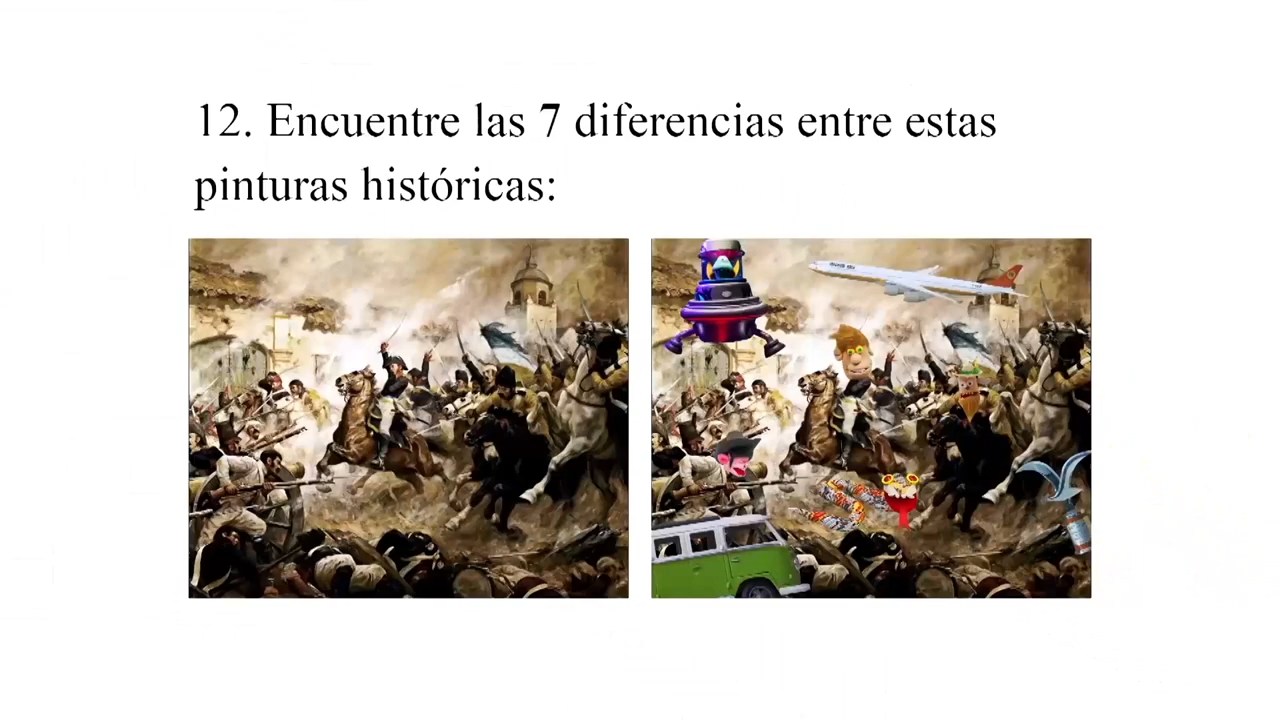 12. Encuentre las 7 diferencias entre estas
pinturas históricas: